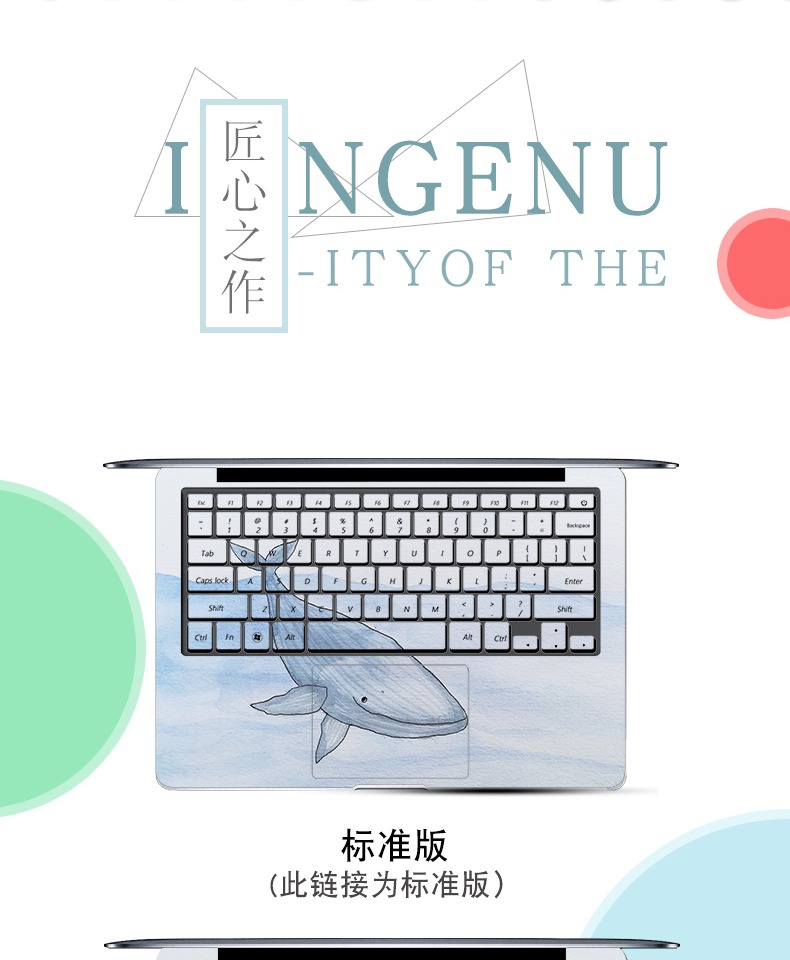 匠心之作
INGENU
-ITYOF THE
Esc F1 F2 F3 F4 F5 F6 F7 F8 F9 F10 F11 F12
~ ! @ # $ % ^ & * ( ) - + Backspace
` 1 2 3 4 5 6 7 8 9 0 - =
Tab Q W E R T Y U I O P { } |
[ ] \
Caps lock A S D F G H J K L : " Enter
; '
Shift Z X C V B N M < > ? Shift
, . /
Ctrl Fn Alt Alt Ctrl
标准版
(此链接为标准版）